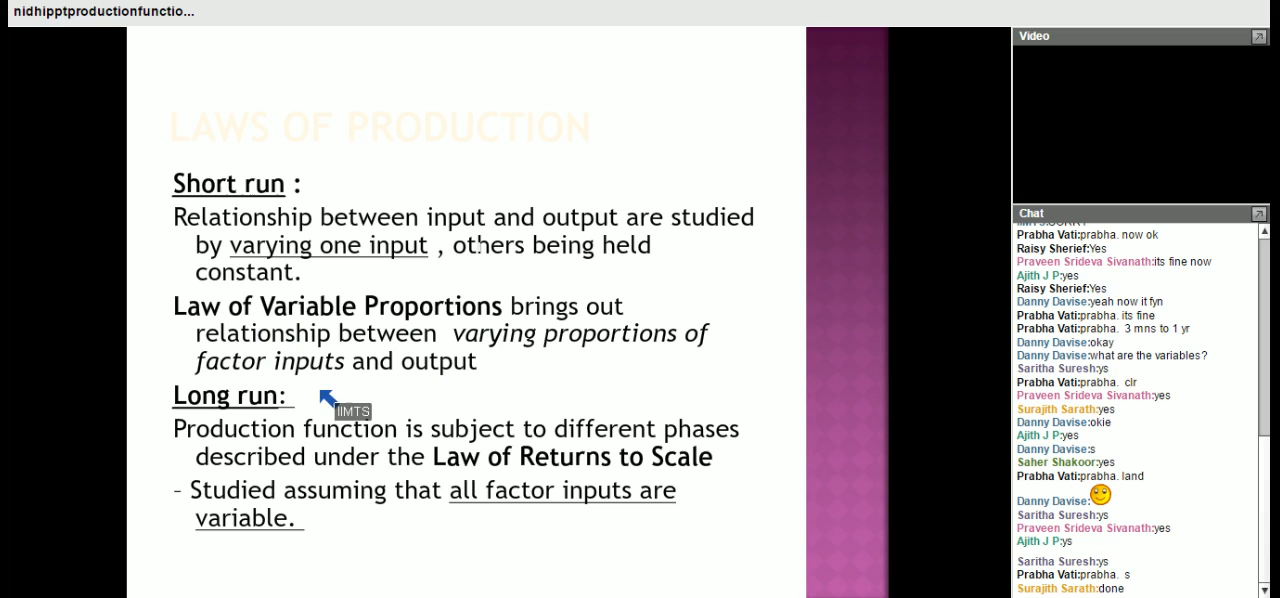 nidhipptproductionfunctio...
LAWS OF PRODUCTION
Short run :
Relationship between input and output are studied
by varying one input , others being held
constant.
Law of Variable Proportions brings out
relationship between varying proportions of
factor inputs and output
Long run:
IIMTS
Production function is subject to different phases
described under the Law of Returns to Scale
- Studied assuming that all factor inputs are
variable.
Video
Chat
Prabha Vati:prabha. now ok
Raisy Sherief:Yes
Praveen Srideva Sivanath:its fine now
Ajith J P:yes
Raisy Sherief:Yes
Danny Davise:yeah now it fyn
Prabha Vati:prabha. its fine
Prabha Vati:prabha. 3 mns to 1 yr
Danny Davise:okay
Danny Davise:what are the variables?
Saritha Suresh:ys
Prabha Vati:prabha. clr
Praveen Srideva Sivanath:yes
Surajith Sarath:yes
Danny Davise:okie
Ajith J P:yes
Danny Davise:s
Saher Shakoor:yes
Prabha Vati:prabha. land
Danny Davise:
Saritha Suresh:ys
Praveen Srideva Sivanath:yes
Ajith J P:ys
Saritha Suresh:ys
Prabha Vati:prabha. s
Surajith Sarath:done